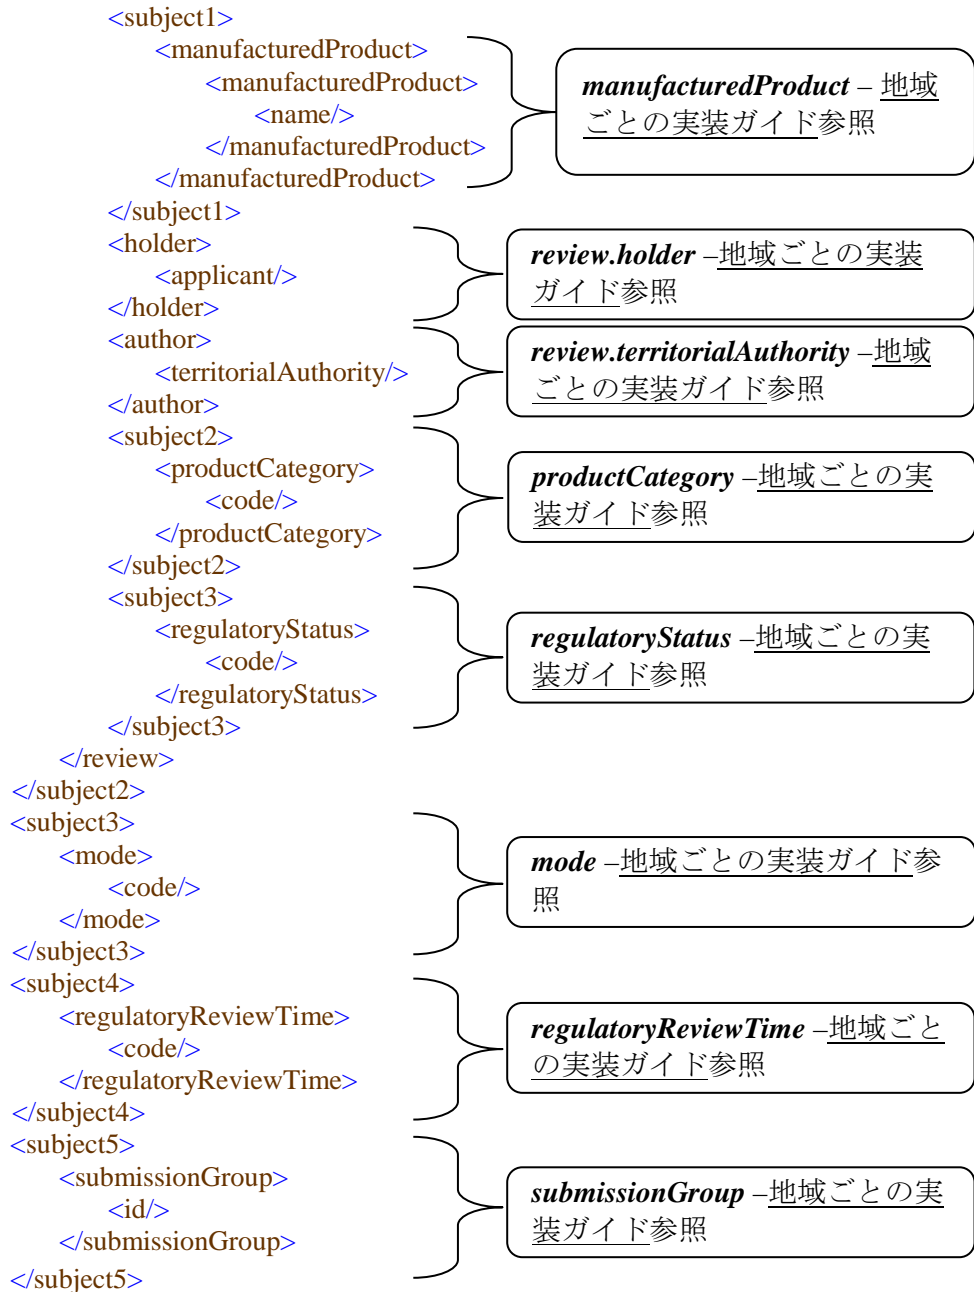 <subject1>
<manufacturedProduct>
<manufacturedProduct>
<name/>
</manufacturedProduct>
</manufacturedProduct>
</subject1>
manufacturedProduct – 地域
ごとの実装ガイド参照
<holder>
<applicant/>
</holder>
review.holder –地域ごとの実装
ガイド参照
<author>
<territorialAuthority/>
</author>
review.territorialAuthority –地域
ごとの実装ガイド参照
<subject2>
<productCategory>
<code/>
</productCategory>
</subject2>
productCategory –地域ごとの実
装ガイド参照
<subject3>
<regulatoryStatus>
<code/>
</regulatoryStatus>
</subject3>
regulatoryStatus –地域ごとの実
装ガイド参照
</review>
</subject2>
<subject3>
<mode>
<code/>
</mode>
</subject3>
mode –地域ごとの実装ガイド参
照
<subject4>
<regulatoryReviewTime>
<code/>
</regulatoryReviewTime>
</subject4>
regulatoryReviewTime –地域ごと
の実装ガイド参照
<subject5>
<submissionGroup>
<id/>
</submissionGroup>
</subject5>
submissionGroup –地域ごとの実
装ガイド参照